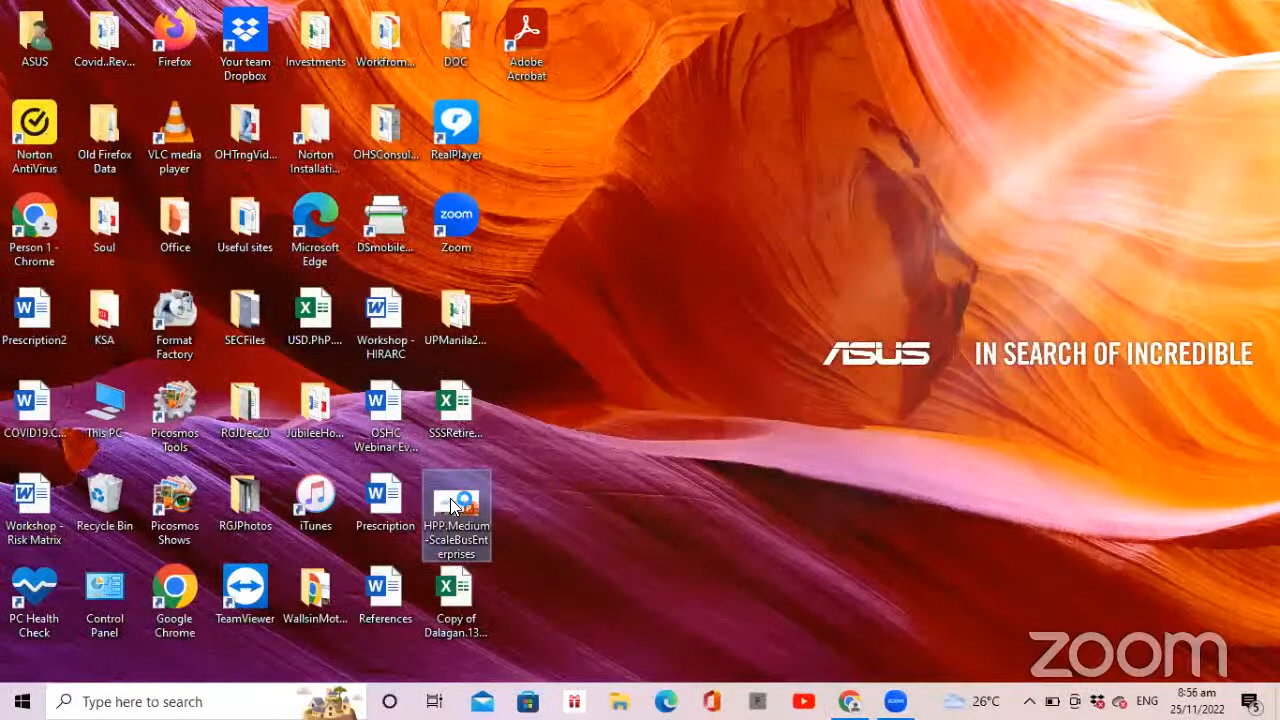 ASUS
Covid..Rev...
Firefox
Your team
Dropbox
Investments
Workfrom...
DOC
Adobe
Acrobat
Norton
AntiVirus
Old Firefox
Data
VLC media
player
OHTrngVid...
Norton
Installati...
OHSConsul...
RealPlayer
Person 1 -
Chrome
Soul
Office
Useful sites
Microsoft
Edge
DSmobile...
zoom
Zoom
Prescription2
KSA
Format
Factory
SECFiles
USD.PhP....
Workshop -
HIRARC
UPManila2...
ASUS
IN SEARCH OF INCREDIBLE
COVID19.C...
This PC
Picosmos
Tools
RGJDec20
JubileeHo...
OSHC
Webinar Ev...
SSSRetire...
Workshop -
Risk Matrix
Recycle Bin
Picosmos
Shows
RGJPhotos
iTunes
Prescription
HPP.Medium
-ScaleBusEnt
erprises
PC Health
Check
Control
Panel
Google
Chrome
TeamViewer
WallsinMot...
References
Copy of
Dalagan.13...
zoom
Type here to search
26°C
ENG
8:56 am
25/11/2022
5